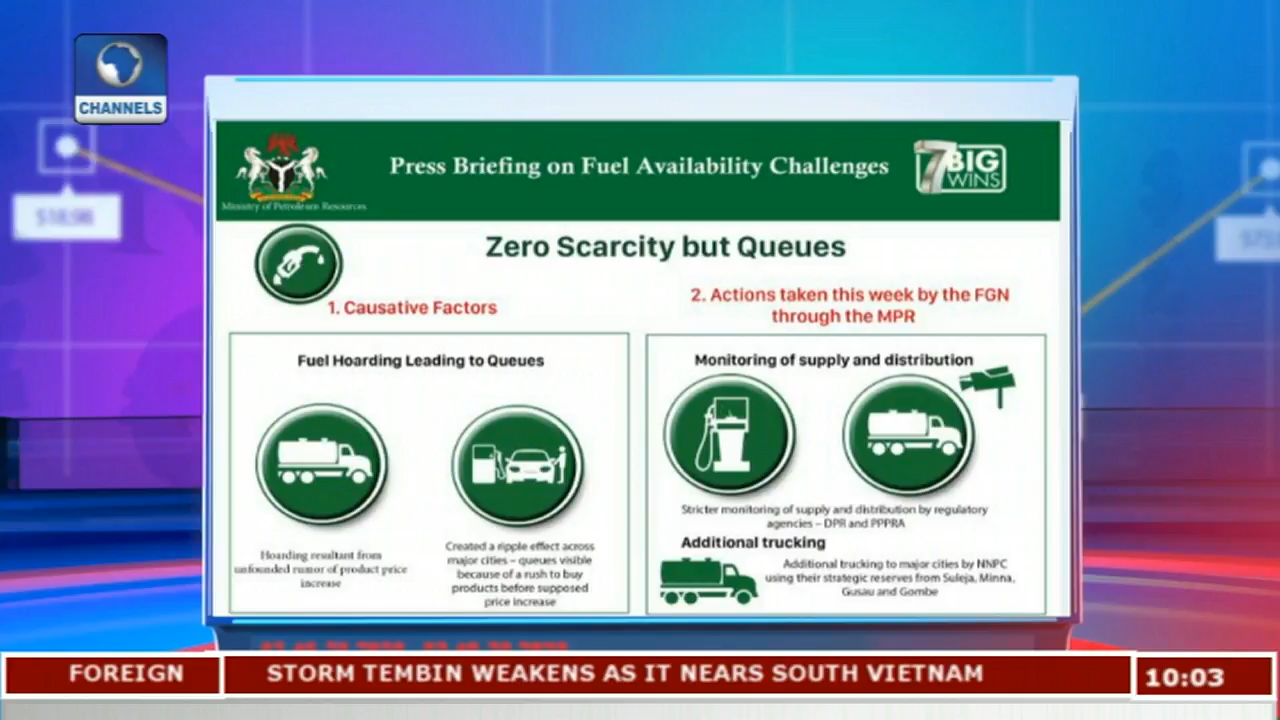 CHANNELS
Press Briefing on Fuel Availability Challenges
7 BIG
WINS
Ministry of Petroleum Resources
Zero Scarcity but Queues
1. Causative Factors
2. Actions taken this week by the FGN
through the MPR
Fuel Hoarding Leading to Queues
Hoarding resultant from
unfounded rumor of product price
increase
Created a ripple effect across
major cities – queues visible
because of a rush to buy
products before supposed
price increase
Monitoring of supply and distribution
Stricter monitoring of supply and distribution by regulatory
agencies – DPR and PPPRA
Additional trucking
Additional trucking to major cities by NNPC
using their strategic reserves from Suleja, Minna,
Gusau and Gombe
FOREIGN
STORM TEMBIN WEAKENS AS IT NEARS SOUTH VIETNAM
10:03